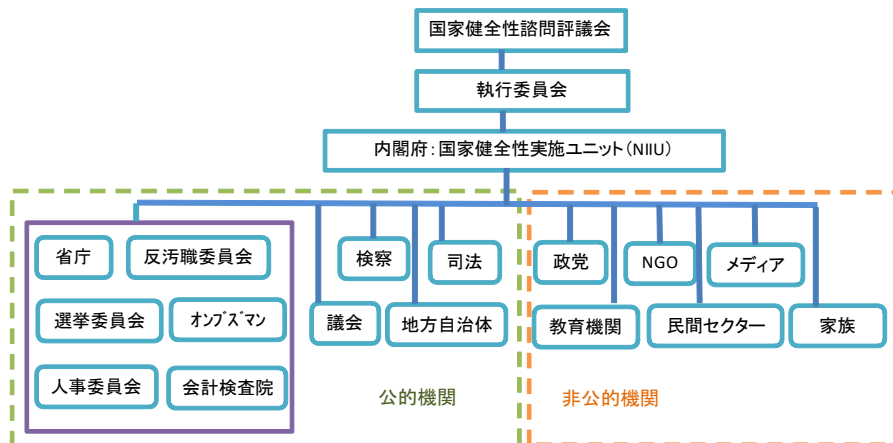 国家健全性諮問評議会
執行委員会
内閣府：国家健全性実施ユニット（NIIU）
省庁
反汚職委員会
検察
司法
政党
NGO
メディア
選挙委員会
ｵﾝﾌﾞｽﾞﾏﾝ
議会
地方自治体
教育機関
民間セクター
家族
人事委員会
会計検査院
公的機関
非公的機関